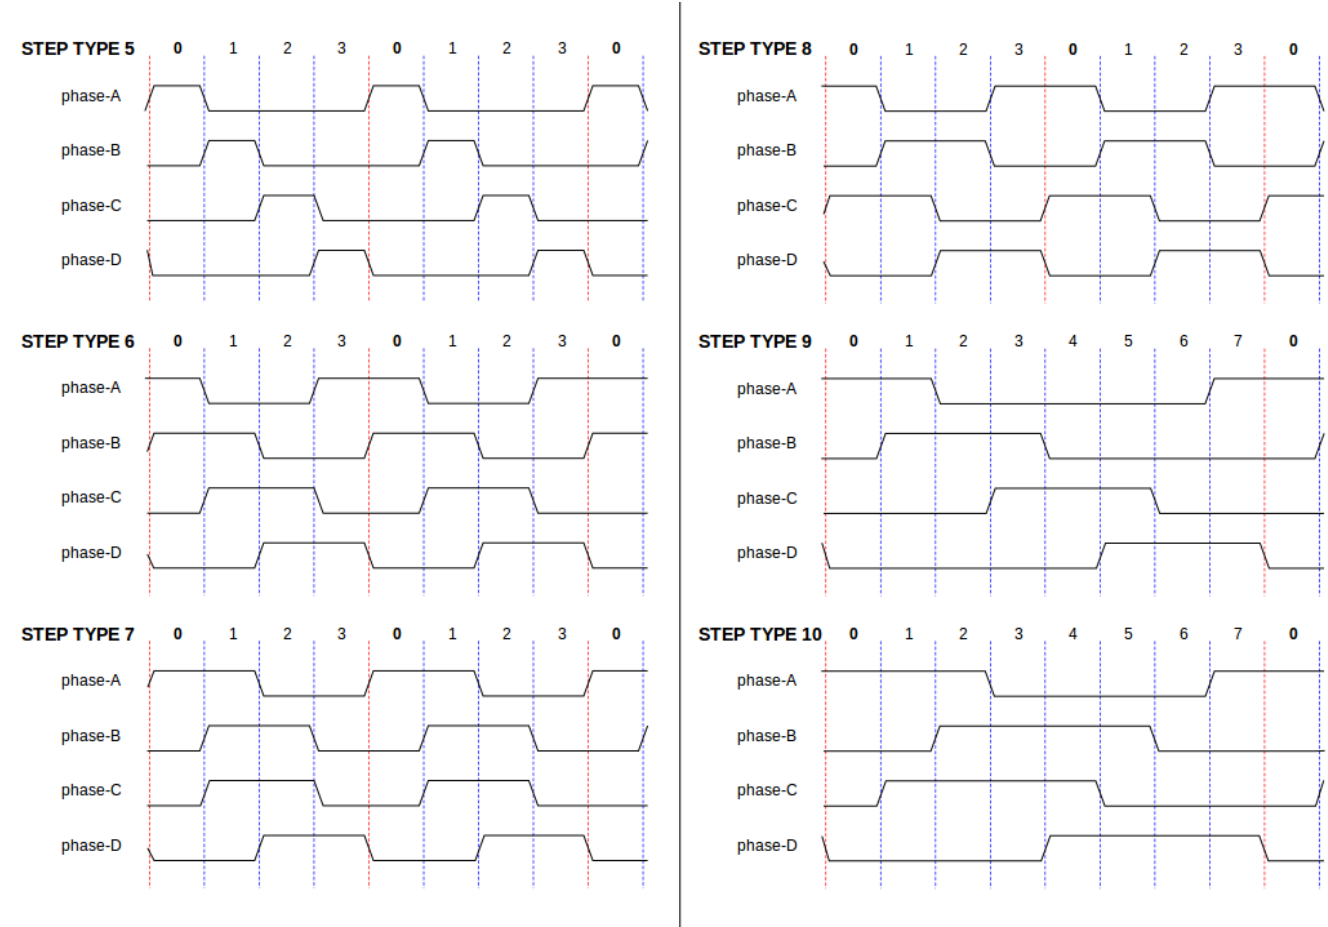 STEP TYPE 5 0 1 2 3 0 1 2 3 0
phase-A
phase-B
phase-C
phase-D
STEP TYPE 6 0 1 2 3 0 1 2 3 0
phase-A
phase-B
phase-C
phase-D
STEP TYPE 7 0 1 2 3 0 1 2 3 0
phase-A
phase-B
phase-C
phase-D
STEP TYPE 8 0 1 2 3 0 1 2 3 0
phase-A
phase-B
phase-C
phase-D
STEP TYPE 9 0 1 2 3 4 5 6 7 0
phase-A
phase-B
phase-C
phase-D
STEP TYPE 10 0 1 2 3 4 5 6 7 0
phase-A
phase-B
phase-C
phase-D